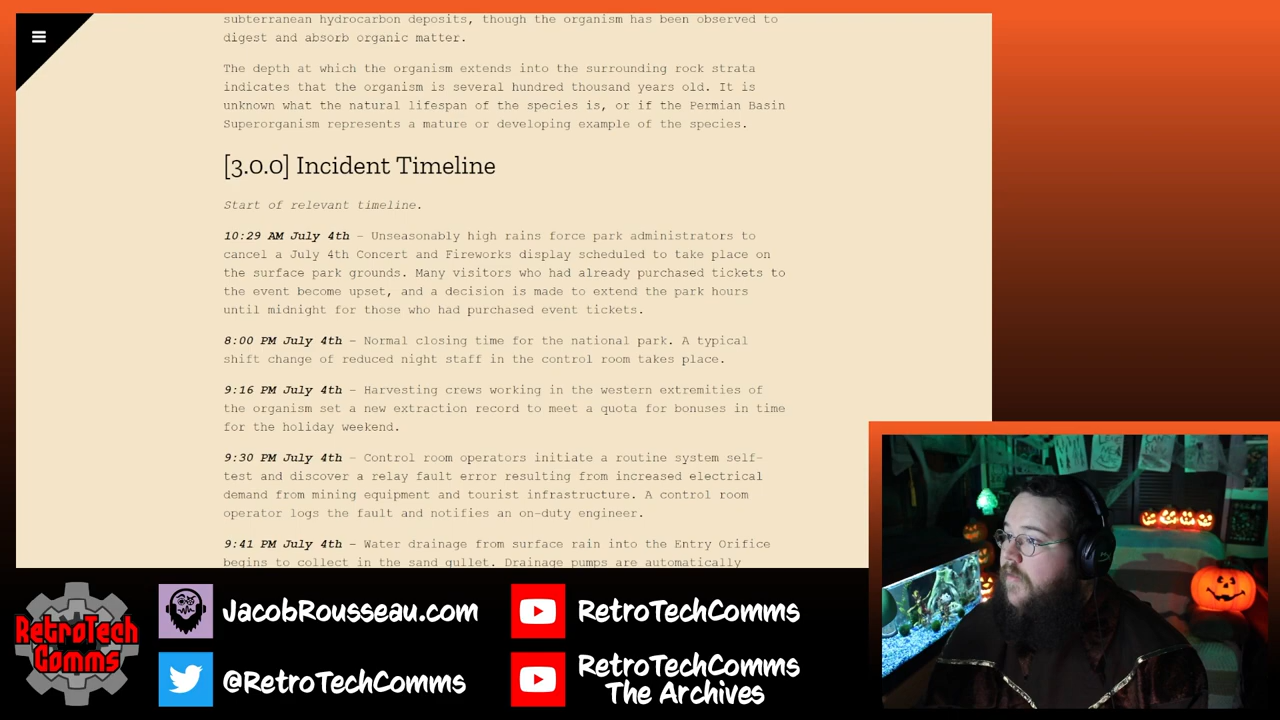 subterranean hydrocarbon deposits, though the organism has been observed to
digest and absorb organic matter.
The depth at which the organism extends into the surrounding rock strata
indicates that the organism is several hundred thousand years old. It is
unknown what the natural lifespan of the species is, or if the Permian Basin
Superorganism represents a mature or developing example of the species.
[3.0.0] Incident Timeline
Start of relevant timeline.
10:29 AM July 4th – Unseasonably high rains force park administrators to
cancel a July 4th Concert and Fireworks display scheduled to take place on
the surface park grounds. Many visitors who had already purchased tickets to
the event become upset, and a decision is made to extend the park hours
until midnight for those who had purchased event tickets.
8:00 PM July 4th – Normal closing time for the national park. A typical
shift change of reduced night staff in the control room takes place.
9:16 PM July 4th – Harvesting crews working in the western extremities of
the organism set a new extraction record to meet a quota for bonuses in time
for the holiday weekend.
9:30 PM July 4th – Control room operators initiate a routine system self-
test and discover a relay fault error resulting from increased electrical
demand from mining equipment and tourist infrastructure. A control room
operator logs the fault and notifies an on-duty engineer.
9:41 PM July 4th – Water drainage from surface rain into the Entry Orifice
begins to collect in the sand gullet. Drainage pumps are automatically
RetroTech
Comms
JacobRousseau.com
RetroTechComms
@RetroTechComms
RetroTechComms
The Archives